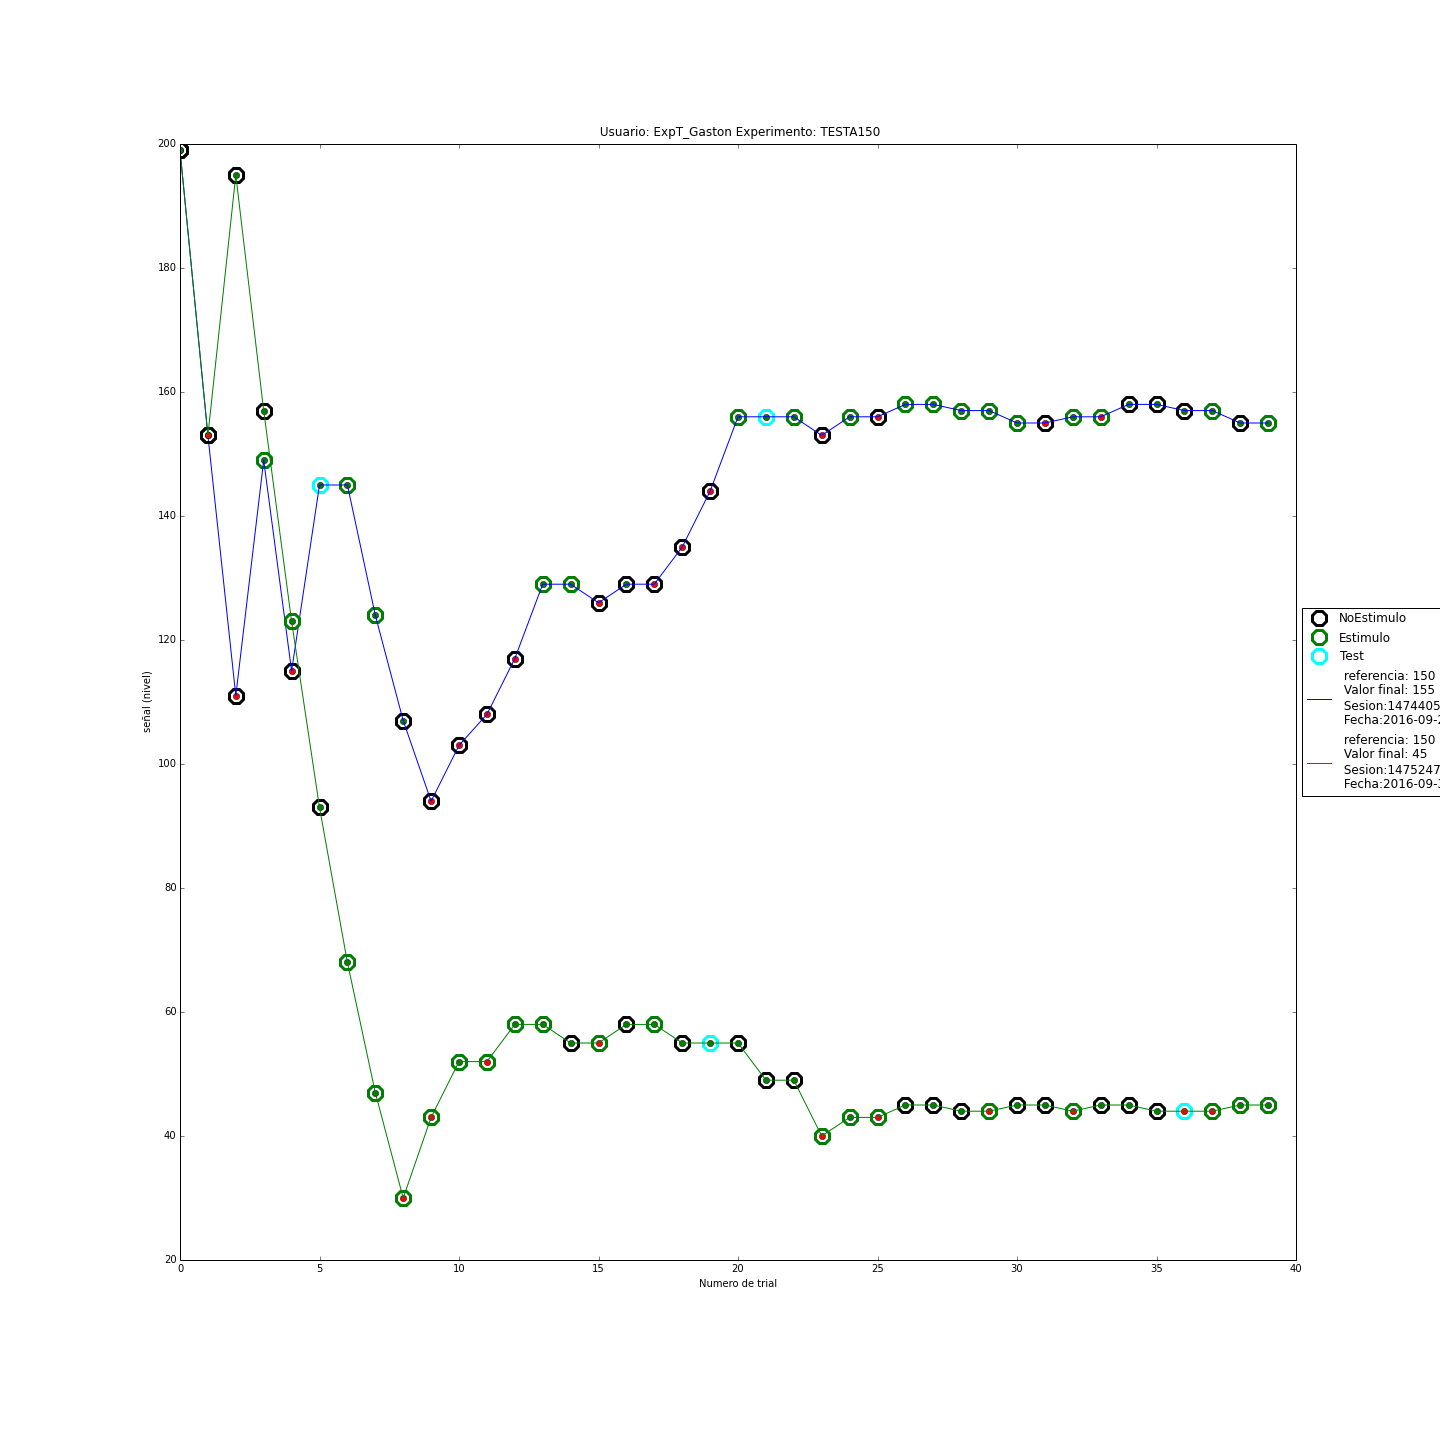 Usuario: ExpT_Gaston Experimento: TESTA150
200
180
160
140
120
100
80
60
40
20
señal (nivel)
0 5 10 15 20 25 30 35 40
Numero de trial
NoEstimulo
Estimulo
Test
referencia: 150
Valor final: 155
Sesion:1474405
Fecha:2016-09-2
referencia: 150
Valor final: 45
Sesion:1475247
Fecha:2016-09-